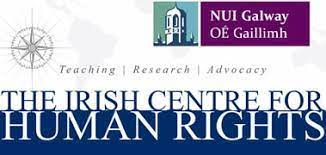 NUI Galway
OÉ Gaillimh
Teaching | Research | Advocacy
THE IRISH CENTRE FOR
HUMAN RIGHTS